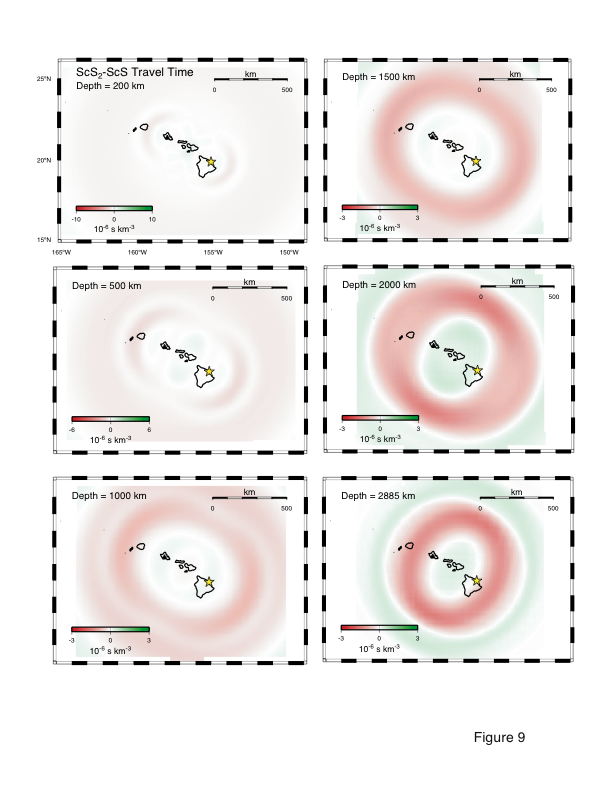 ScS2-ScS Travel Time
Depth = 200 km
km
0 500
25°N
20°N
15°N
165°W 160°W 155°W 150°W
-10 0 10
10-6 s km-3
Depth = 1500 km
km
0 500
-3 0 3
10-6 s km-3
Depth = 500 km
km
0 500
-6 0 6
10-6 s km-3
Depth = 2000 km
km
0 500
-3 0 3
10-6 s km-3
Depth = 1000 km
km
0 500
-3 0 3
10-6 s km-3
Depth = 2885 km
km
0 500
-3 0 3
10-6 s km-3
Figure 9